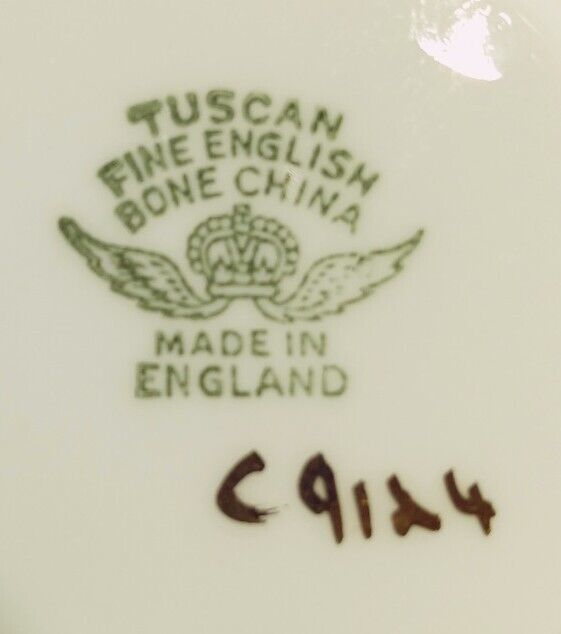 TUSCAN
FINE ENGLISH
BONE CHINA
MADE IN
ENGLAND
C9124